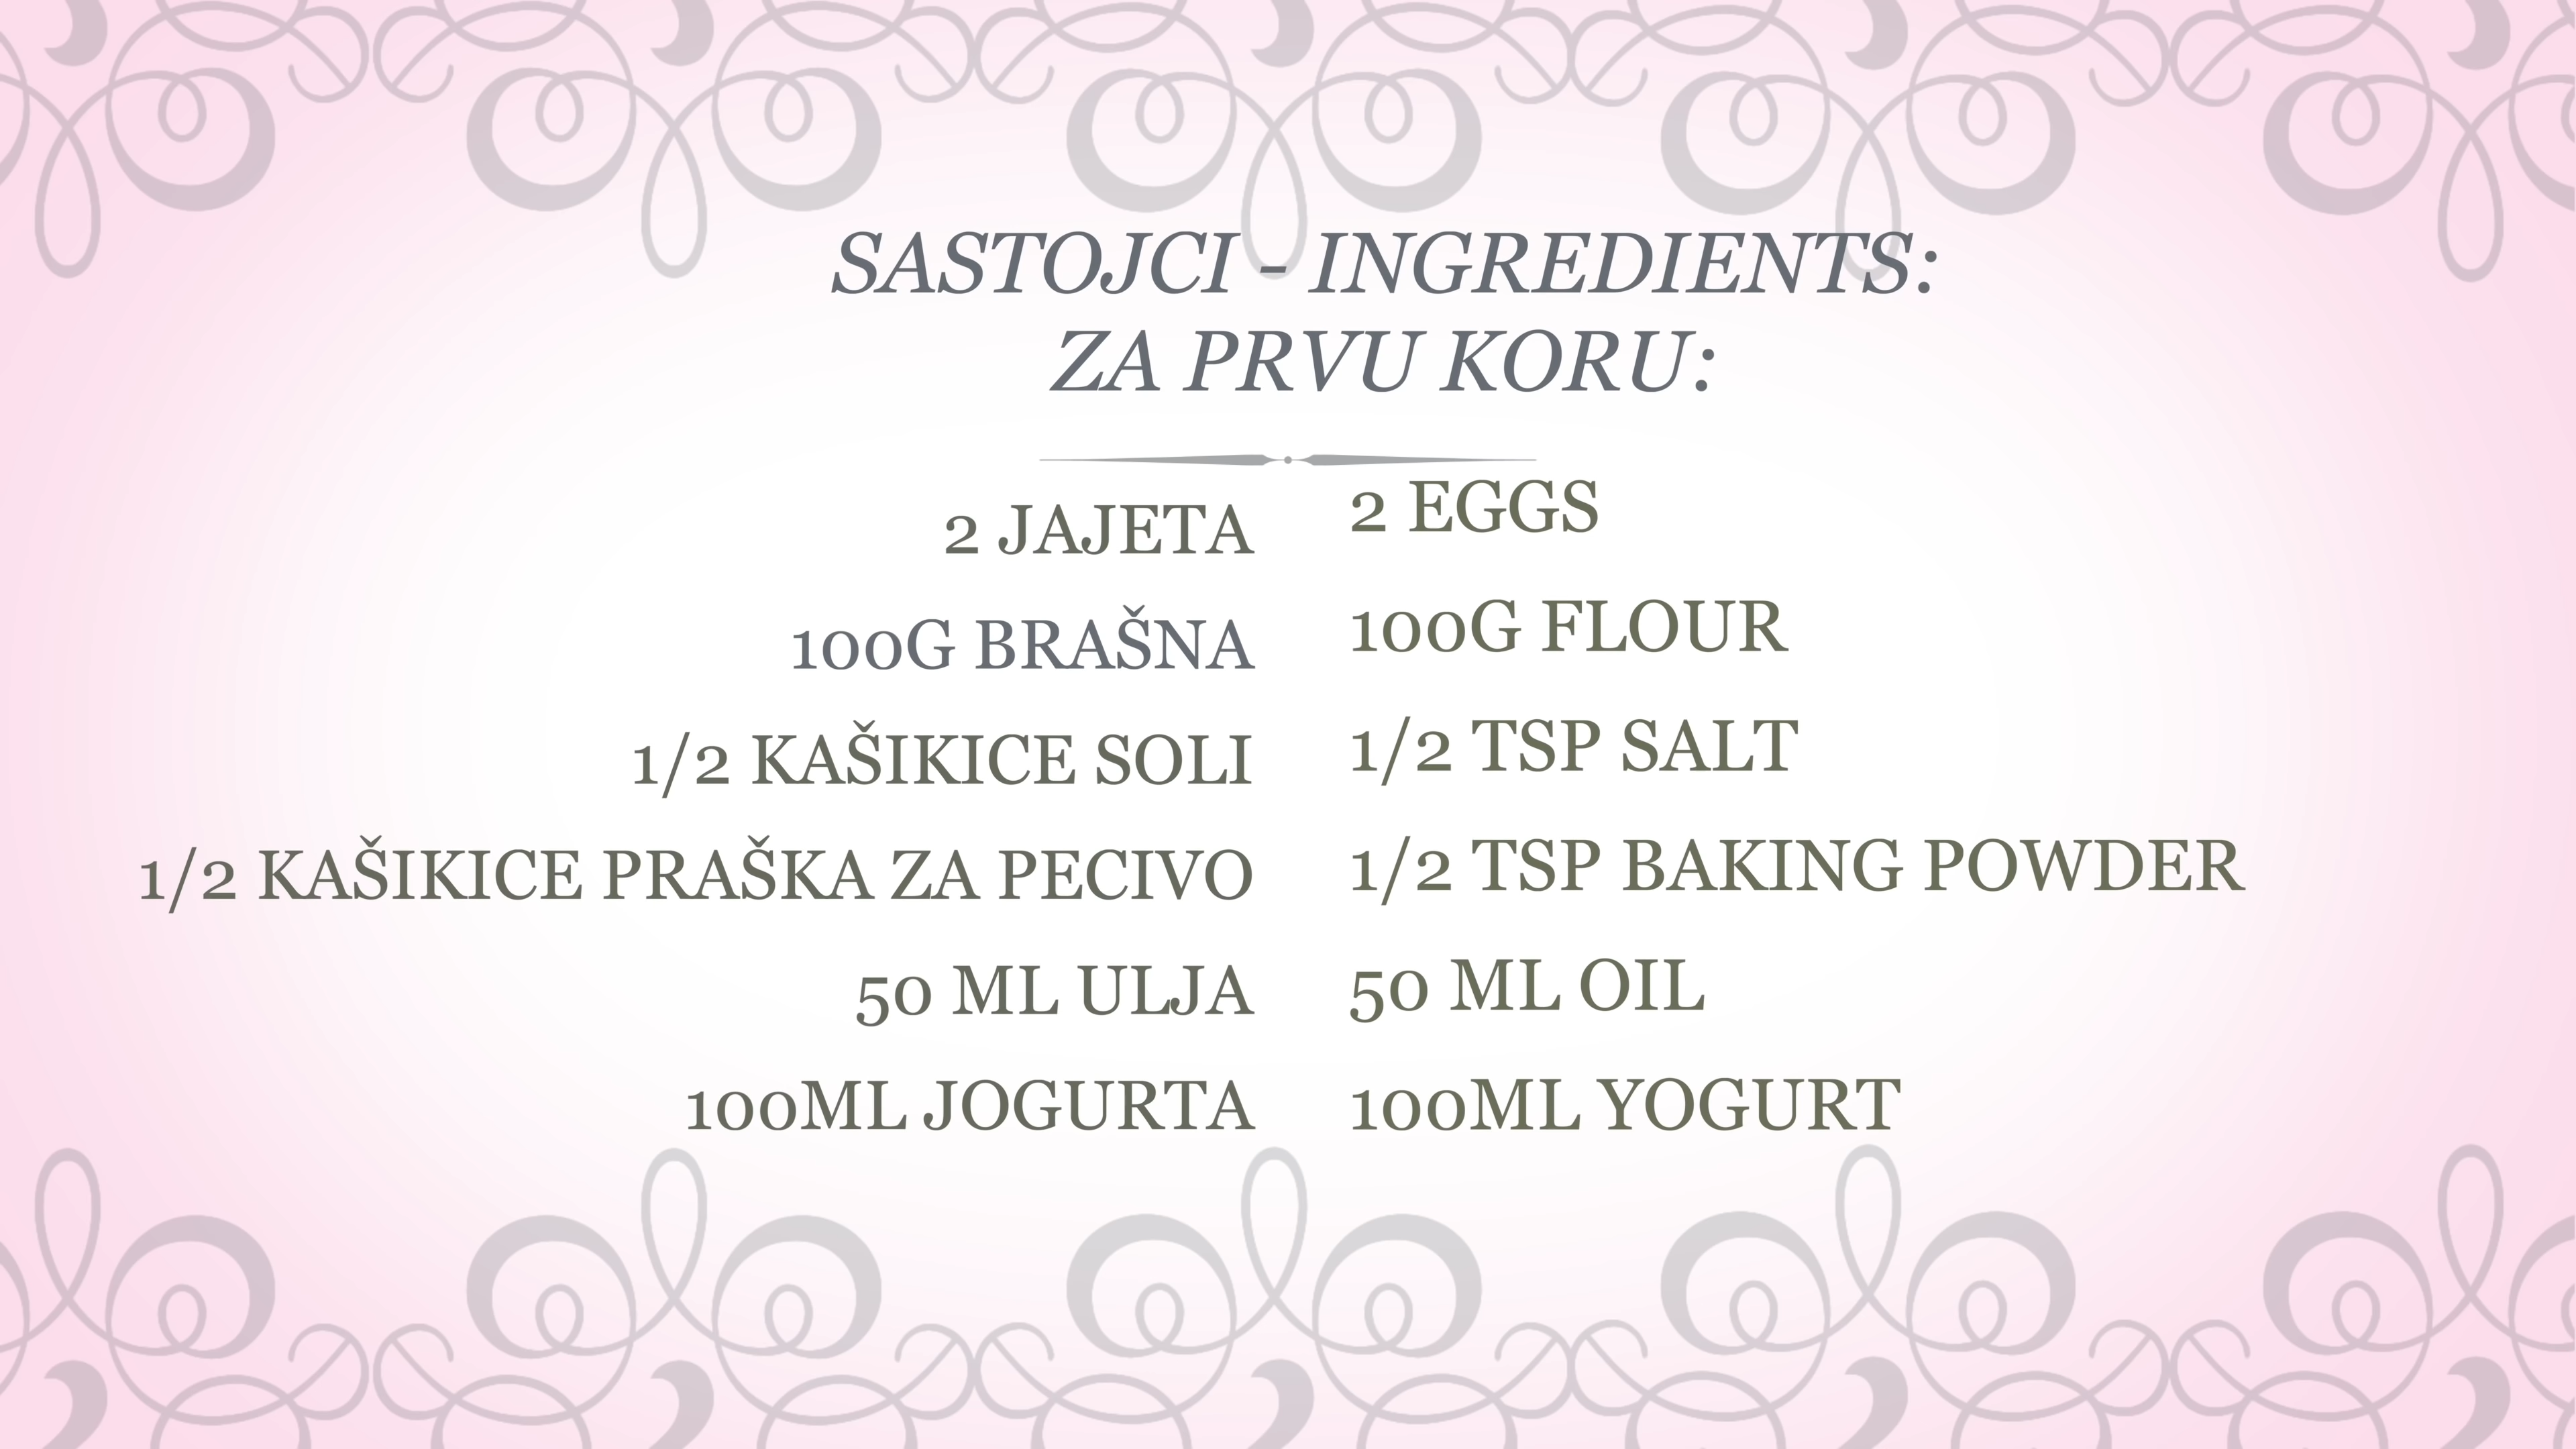 SASTOJCI - INGREDIENTS:
ZA PRVU KORU:
2 JAJETA
100G BRAŠNA
1/2 KAŠIKICE SOLI
1/2 KAŠIKICE PRAŠKA ZA PECIVO
50 ML ULJA
100ML JOGURTA
2 EGGS
100G FLOUR
1/2 TSP SALT
1/2 TSP BAKING POWDER
50 ML OIL
100ML YOGURT